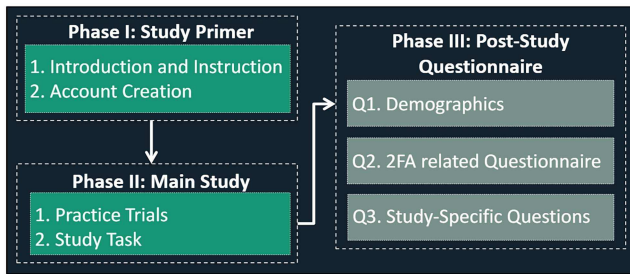 Phase I: Study Primer
1. Introduction and Instruction
2. Account Creation
Phase II: Main Study
1. Practice Trials
2. Study Task
Phase III: Post-Study
Questionnaire
Q1. Demographics
Q2. 2FA related Questionnaire
Q3. Study-Specific Questions